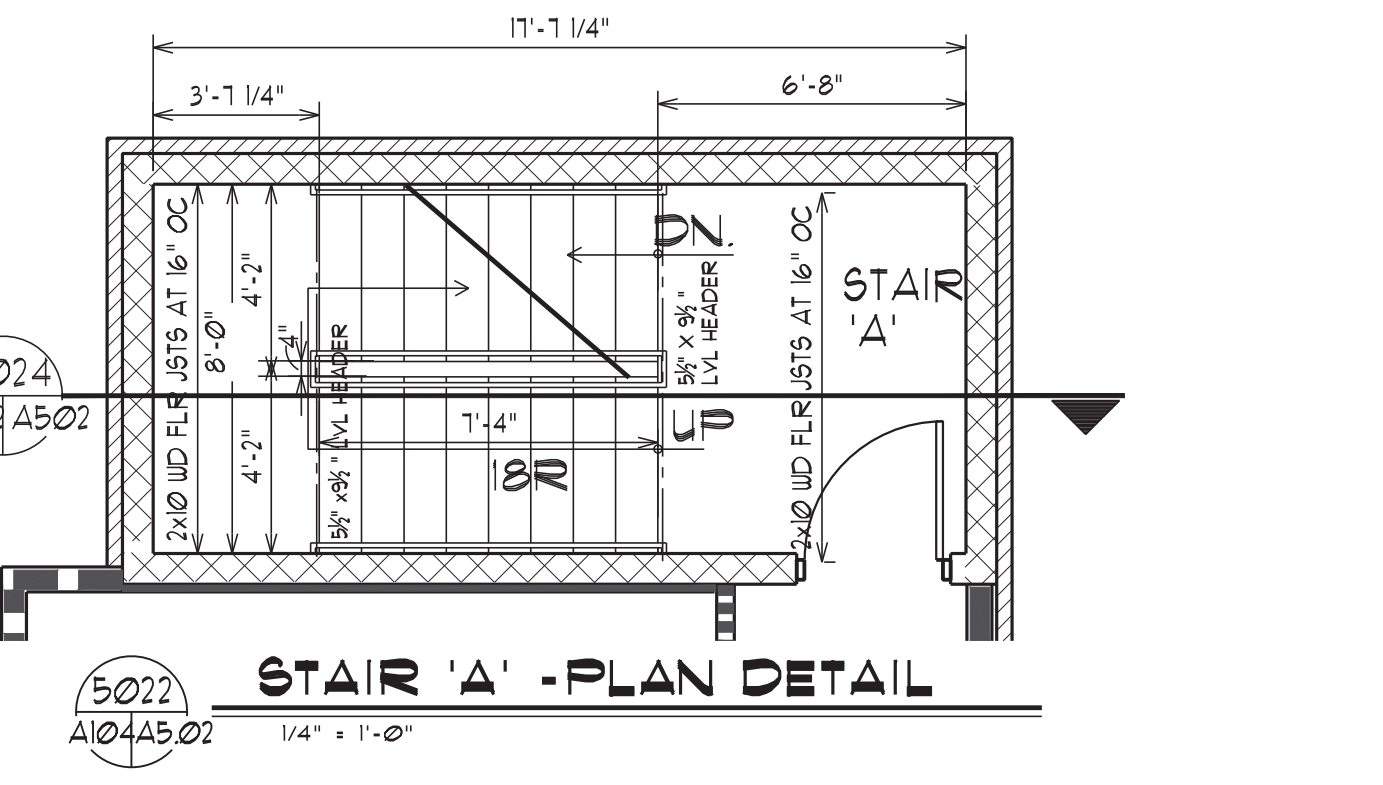 17'-7 1/4"
3'-7 1/4"
6'-8"
2x10 WD FLR JSTS AT 16" OC
8'-0"
4'-2"
4'-2"
4"
5½" x9½" LVL HEADER
DN.
5½" X 9½"
LVL HEADER
2x10 WD FLR JSTS AT 16" OC
STAIR
'A'
024
A502
7'-4"
UP
18R
STAIR 'A' -PLAN DETAIL
5022
A104A5.02
1/4" = 1'-0"